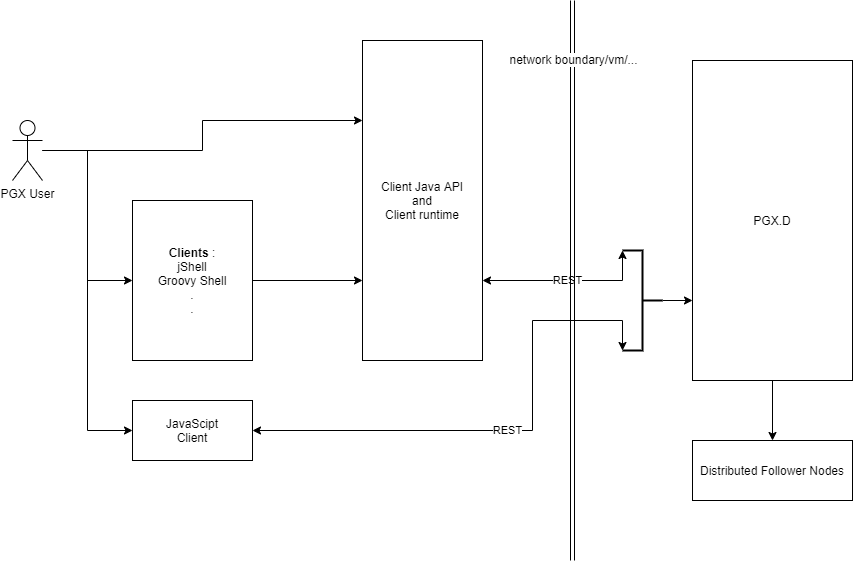 network boundary/vm/...
PGX User
Client Java API
and
Client runtime
PGX.D
Clients :
jShell
Groovy Shell
.
.
REST
JavaScipt
Client
REST
Distributed Follower Nodes